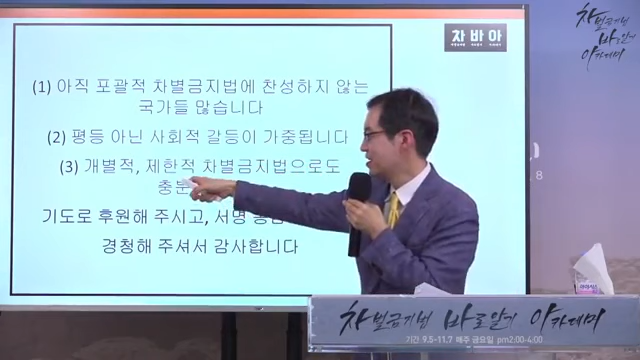 차바아
차별금지법
바로알기
아카데미
(1) 아직 포괄적 차별금지법에 찬성하지 않는
국가들 많습니다
(2) 평등 아닌 사회적 갈등이 가중됩니다
(3) 개별적, 제한적 차별금지법으로도
충분
기도로 후원해 주시고, 서명
경청해 주셔서 감사합니다
8
차별금지법 바로알기 아카데미
기간 9.5-11.7 매주 금요일 pm2:00-4:00